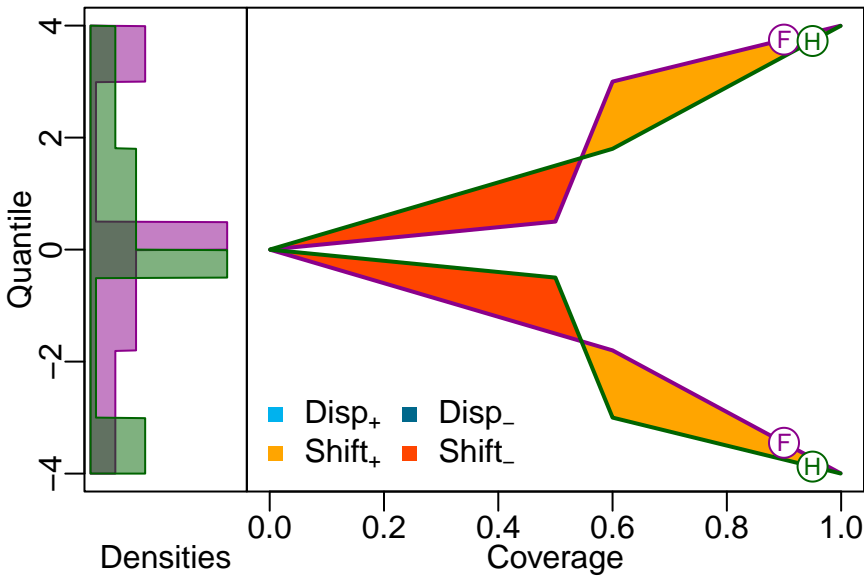 4
2
0
−2
−4
Quantile
F
H
F
H
Disp₊ Disp₋
Shift₊ Shift₋
0.0 0.2 0.4 0.6 0.8 1.0
Densities Coverage